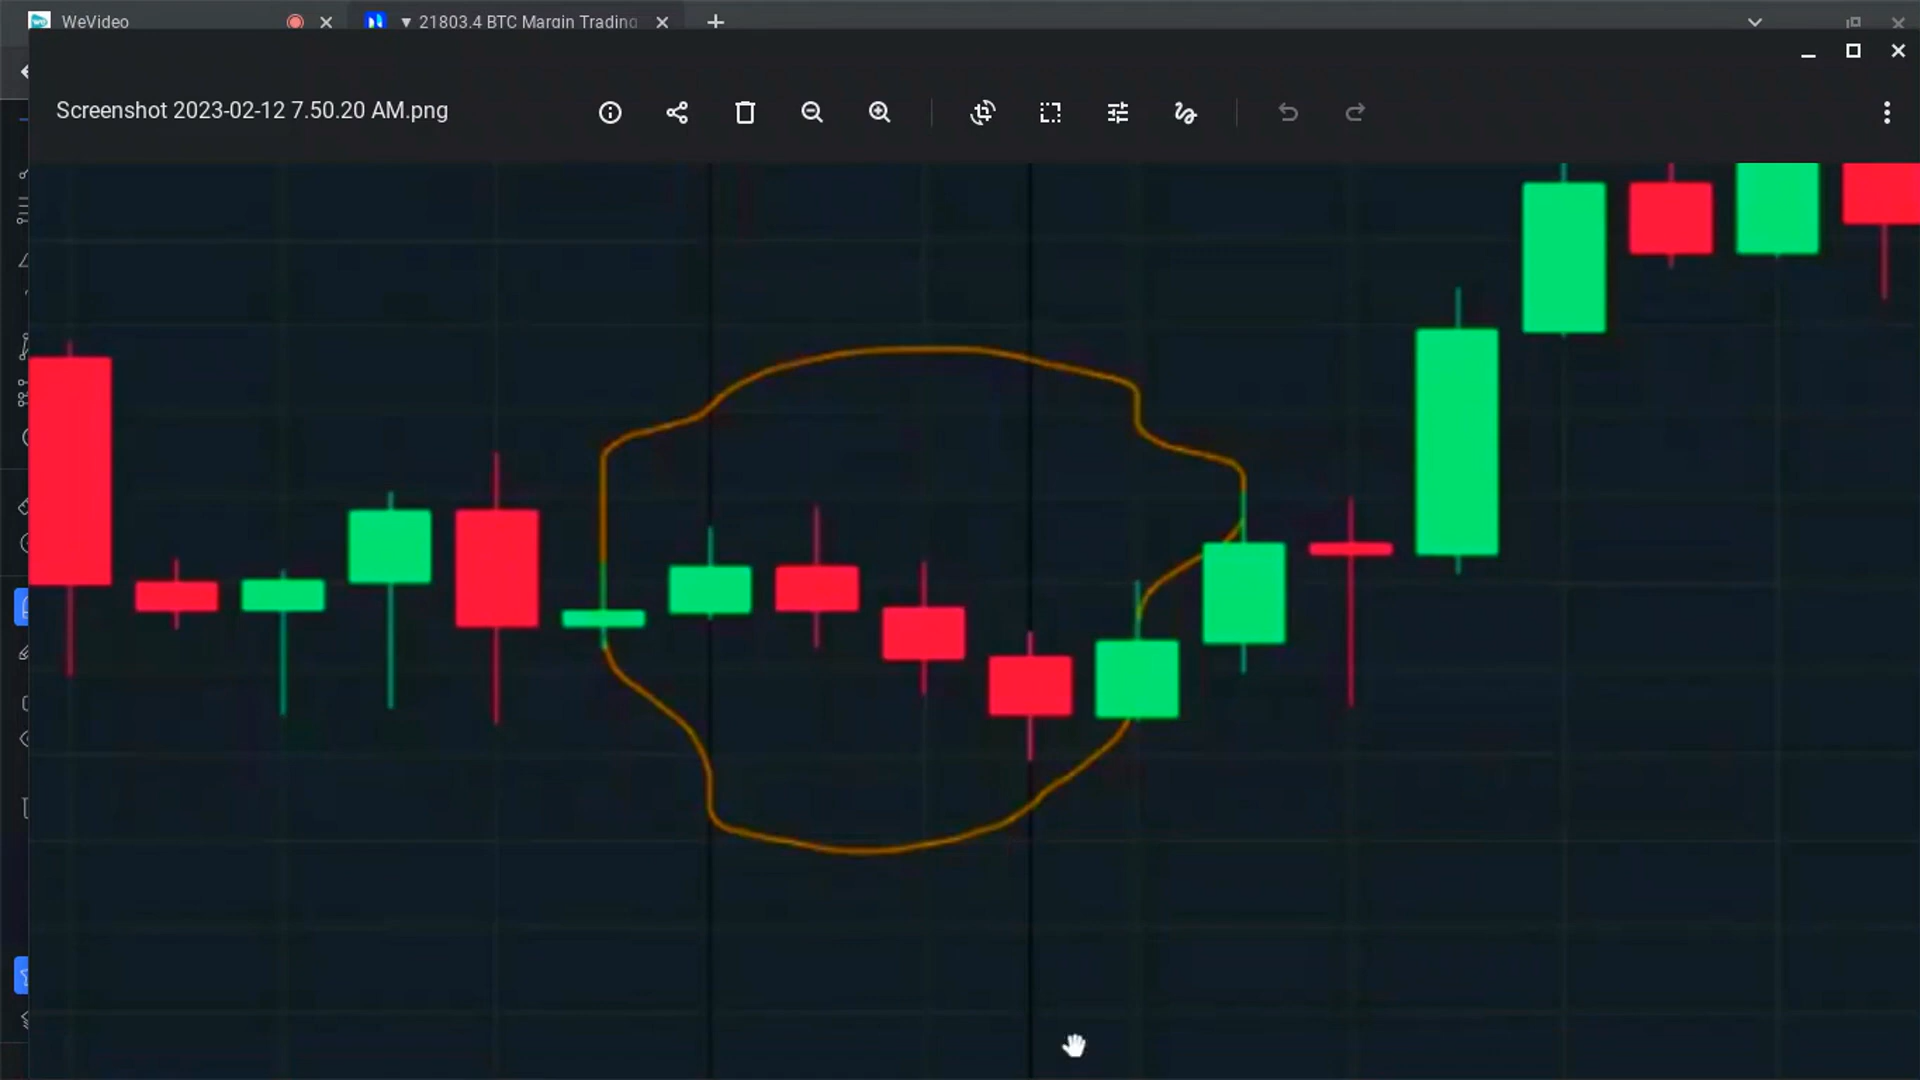 WeVideo
▼ 21803.4 BTC Margin Trading
Screenshot 2023-02-12 7.50.20 AM.png